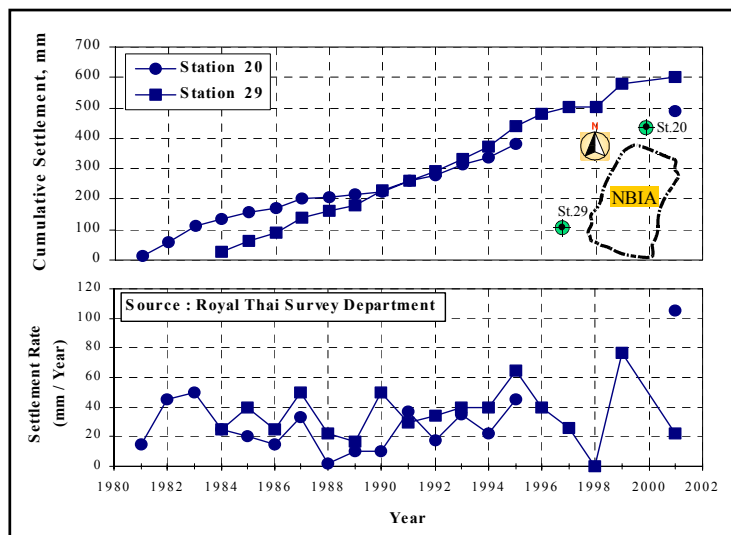 700
600
500
400
300
200
100
0
Cumulative Settlement, mm
Station 20
Station 29
N
St.20
St.29
NBIA
120
100
80
60
40
20
0
Settlement Rate
(mm / Year)
Source : Royal Thai Survey Department
1980 1982 1984 1986 1988 1990 1992 1994 1996 1998 2000 2002
Year